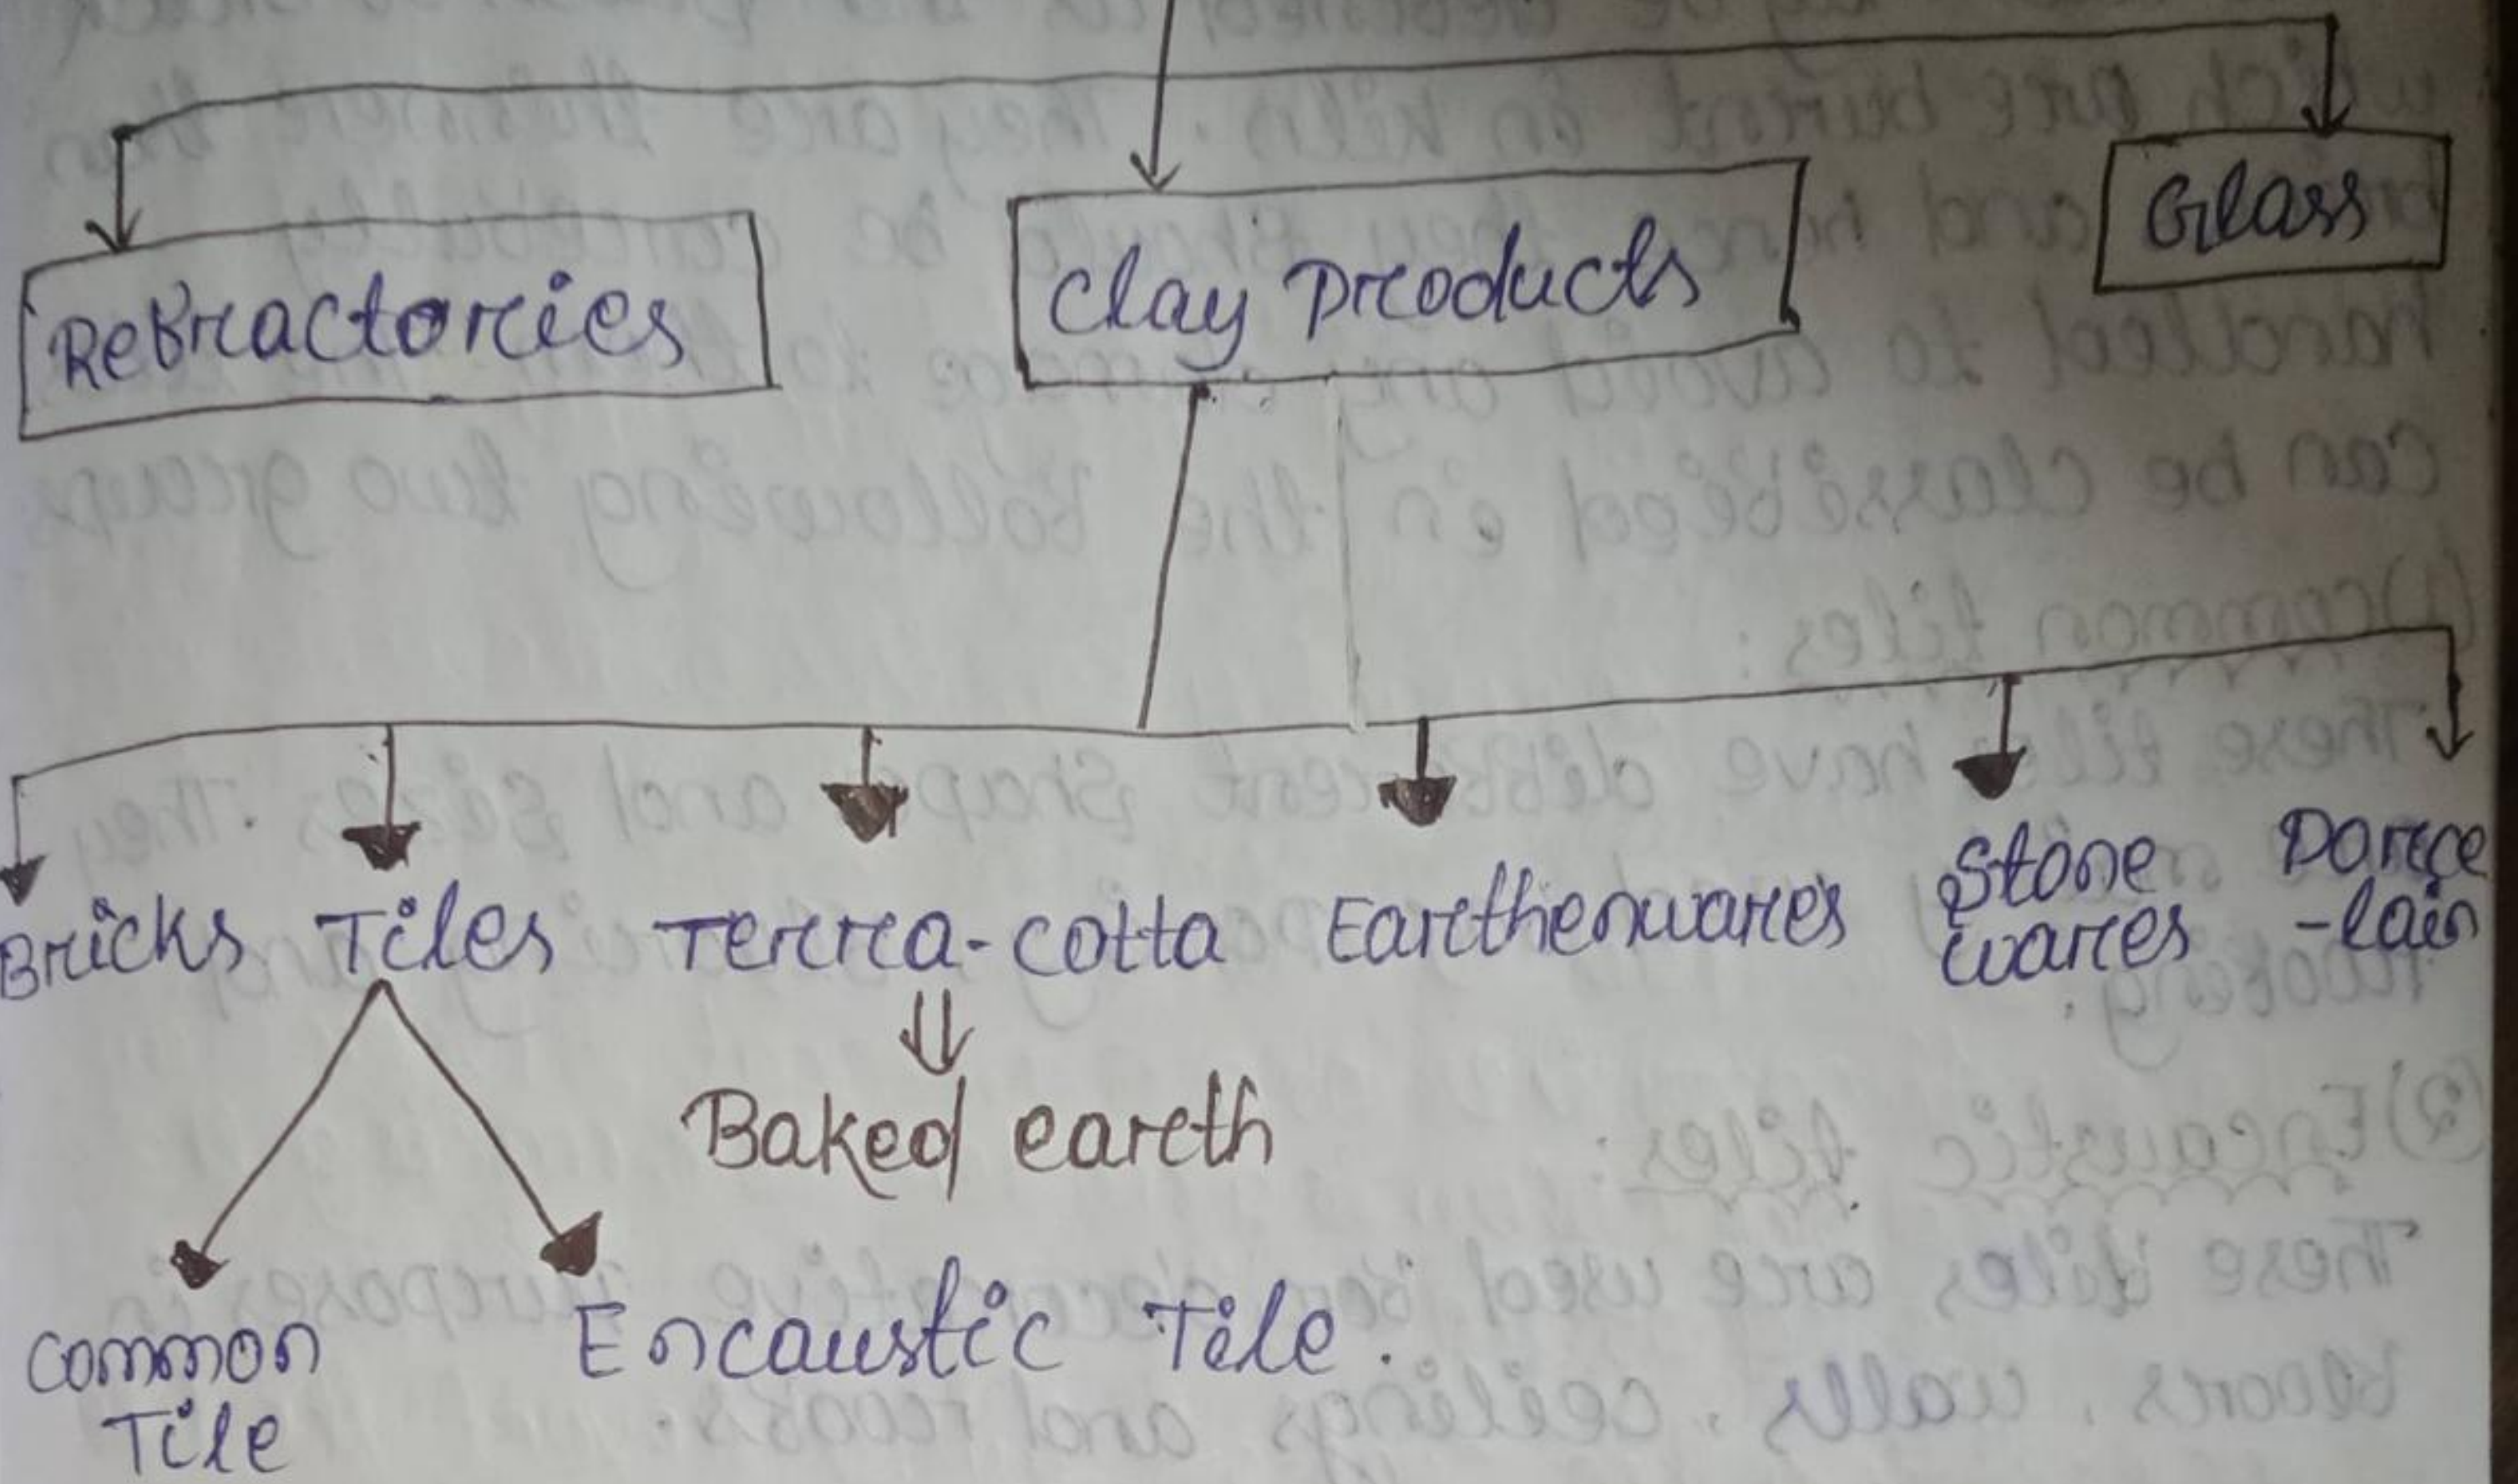 Refractories
Clay Products
Glass
Bricks Tiles Terra-cotta Earthenwares Stone wares Porce-lain
Baked earth
Common Tile
Encaustic Tile.